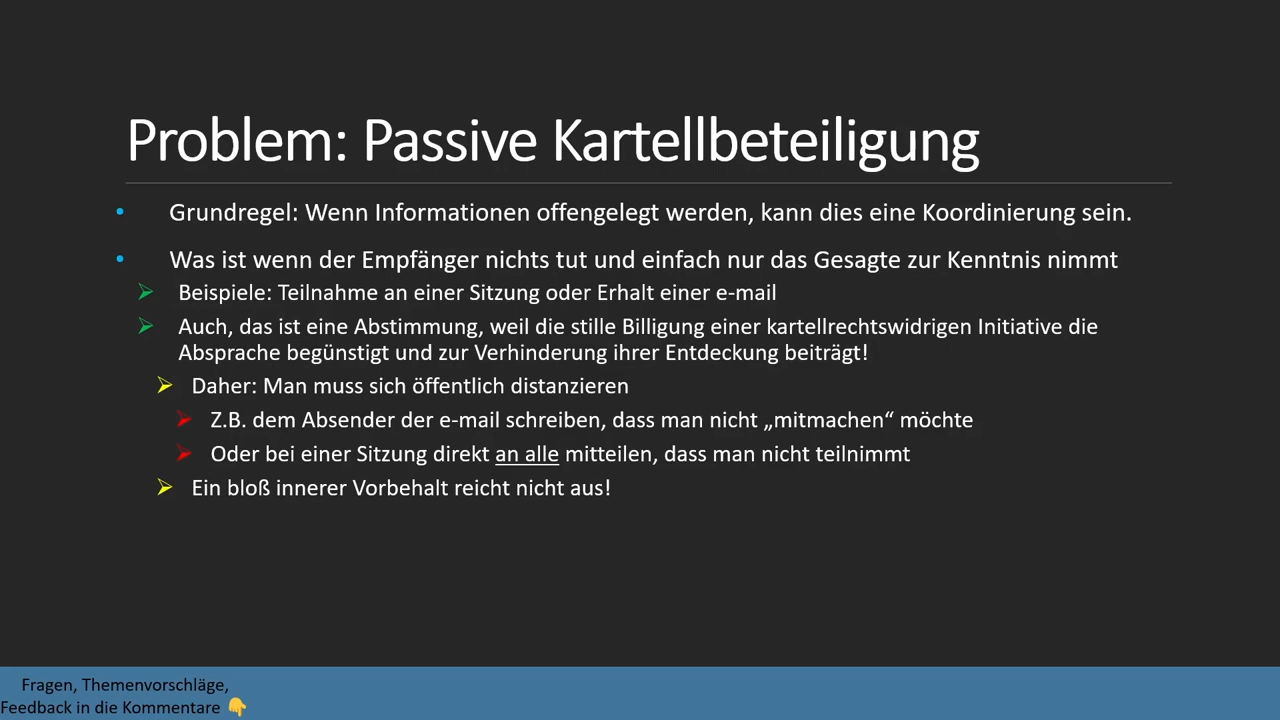 Problem: Passive Kartellbeteiligung
Grundregel: Wenn Informationen offengelegt werden, kann dies eine Koordinierung sein.
Was ist wenn der Empfänger nichts tut und einfach nur das Gesagte zur Kenntnis nimmt
Beispiele: Teilnahme an einer Sitzung oder Erhalt einer e-mail
Auch, das ist eine Abstimmung, weil die stille Billigung einer kartellrechtswidrigen Initiative die
Absprache begünstigt und zur Verhinderung ihrer Entdeckung beiträgt!
Daher: Man muss sich öffentlich distanzieren
Z.B. dem Absender der e-mail schreiben, dass man nicht „mitmachen“ möchte
Oder bei einer Sitzung direkt an alle mitteilen, dass man nicht teilnimmt
Ein bloß innerer Vorbehalt reicht nicht aus!
Fragen, Themenvorschläge,
Feedback in die Kommentare 👇